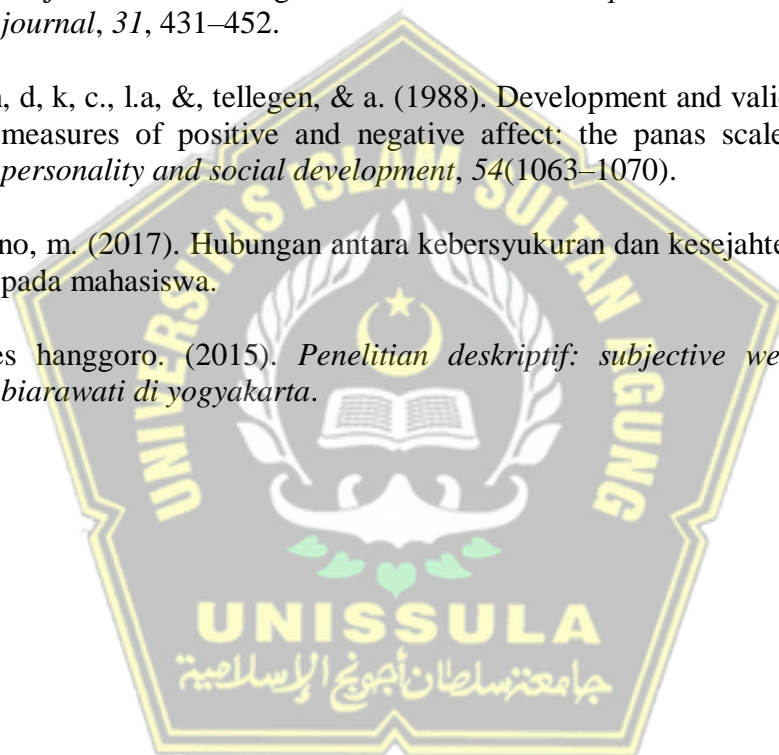 journal, 31, 431–452.
, d, k, c., l.a, &, tellegen, & a. (1988). Development and valid
measures of positive and negative affect: the panas scale
personality and social development, 54(1063–1070).
no, m. (2017). Hubungan antara kebersyukuran dan kesejahte
pada mahasiswa.
es hanggoro. (2015). Penelitian deskriptif: subjective we
biarawati di yogyakarta.
UNIVERSITAS ISLAM SULTAN AGUNG
UNISSULA
جامعة سلطان أجونج الإسلامية